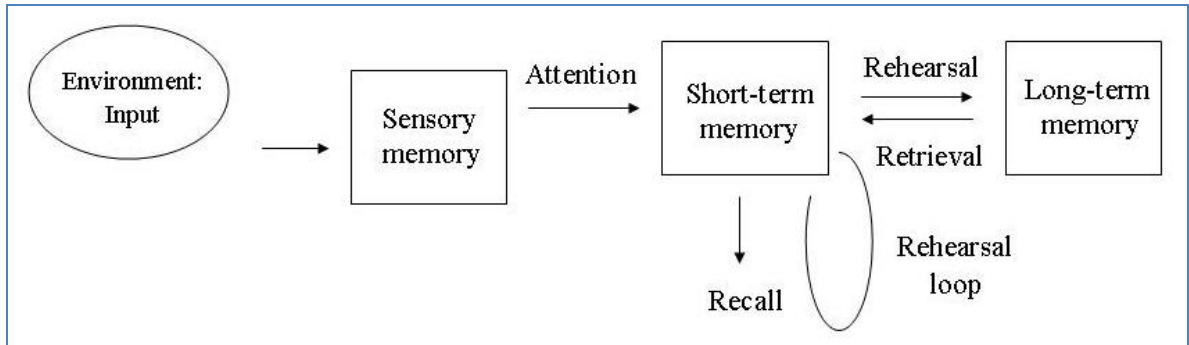 Environment:
Input
Sensory
memory
Attention
Short-term
memory
Rehearsal
Retrieval
Long-term
memory
Recall
Rehearsal
loop